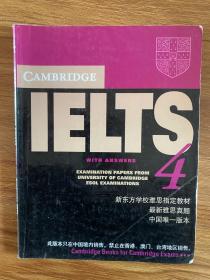 CAMBRIDGE
IELTS
WITH ANSWERS
4
EXAMINATION PAPERS FROM
UNIVERSITY OF CAMBRIDGE
ESOL EXAMINATIONS
新东方学校雅思指定教材
最新雅思真题
中国唯一版本
此版本只在中国境内销售，禁止在香港、澳门、台湾地区销售。
Cambridge Books for Cambridge Exams